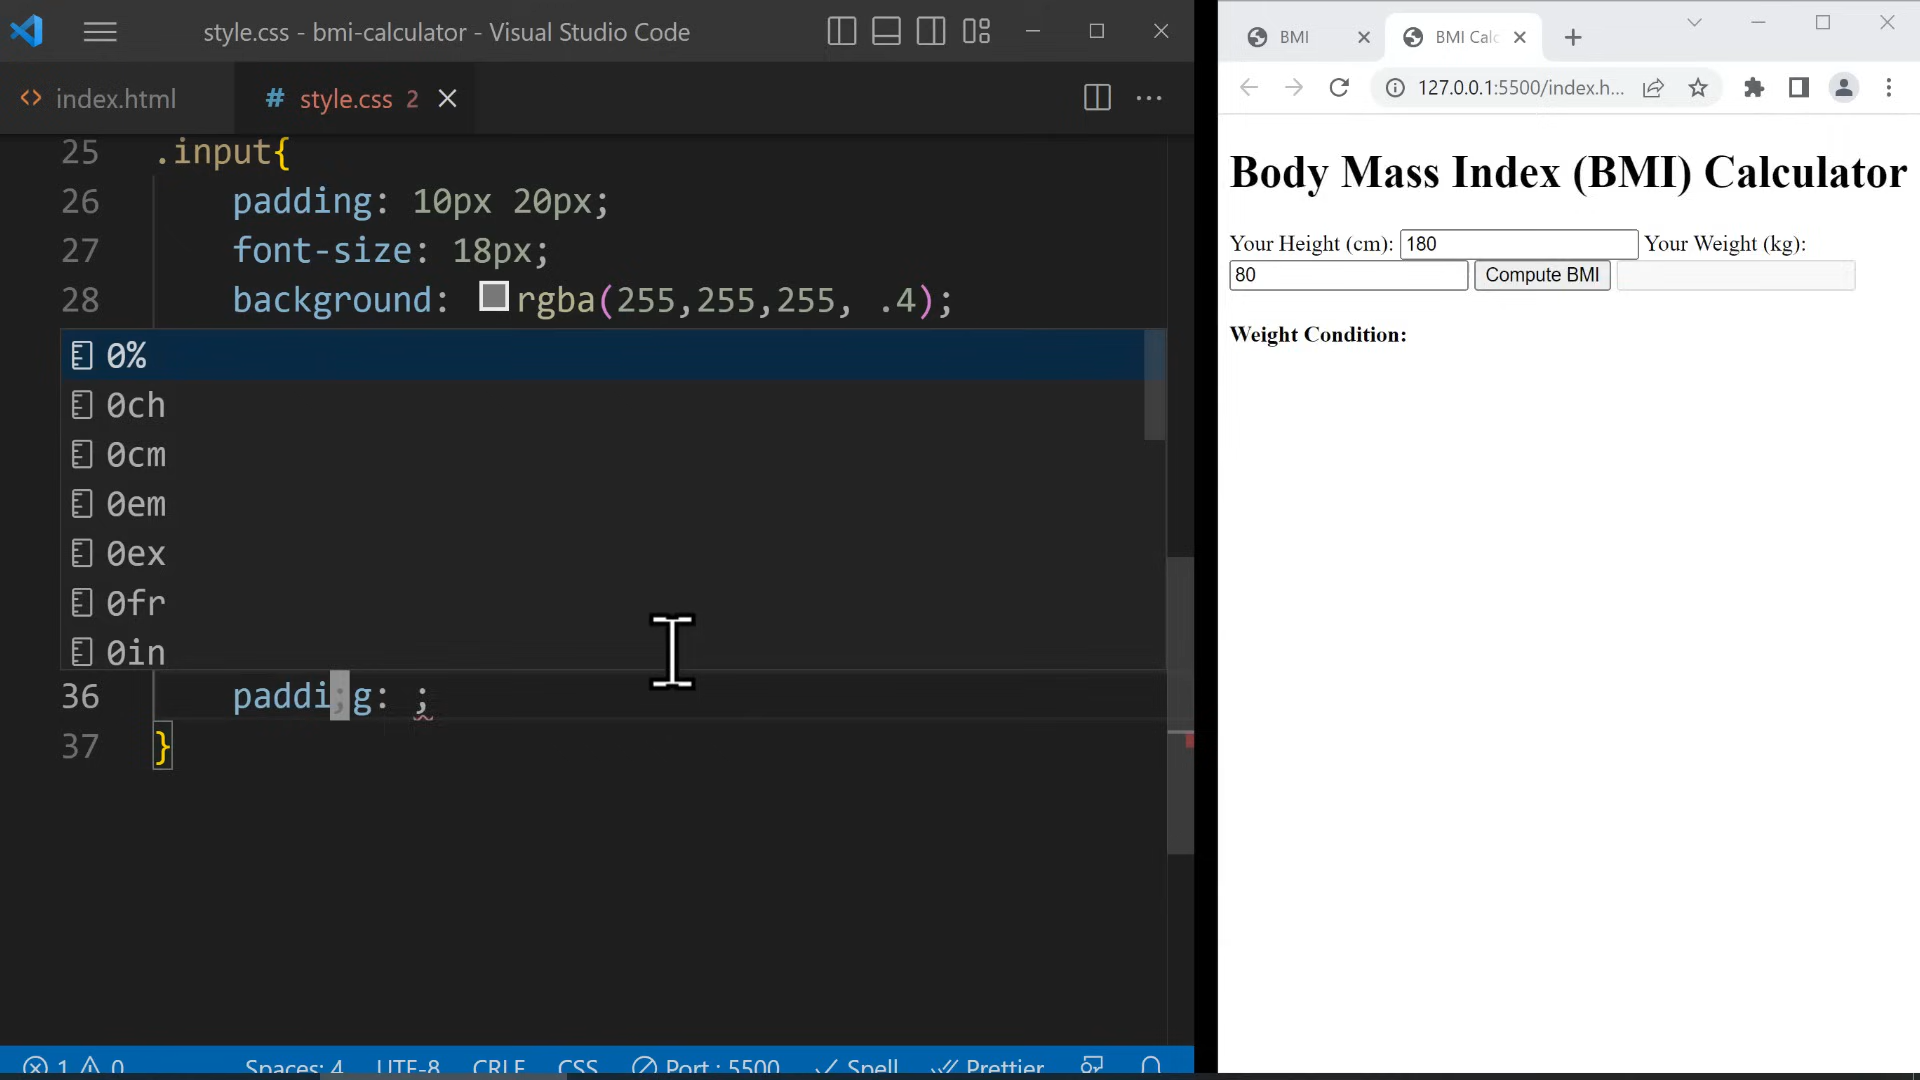 style.css - bmi-calculator - Visual Studio Code
index.html
# style.css 2
25 .input{
26 padding: 10px 20px;
27 font-size: 18px;
28 background: rgba(255,255,255, .4);
0%
0ch
0cm
0em
0ex
0fr
0in
36 paddi;g: ;
37 }
1 0 Spaces: 4 UTF-8 CRLF CSS Port : 5500 Spell Prettier
BMI
BMI Calc
127.0.0.1:5500/index.h...
Body Mass Index (BMI) Calculator
Your Height (cm): 180 Your Weight (kg):
80 Compute BMI
Weight Condition: